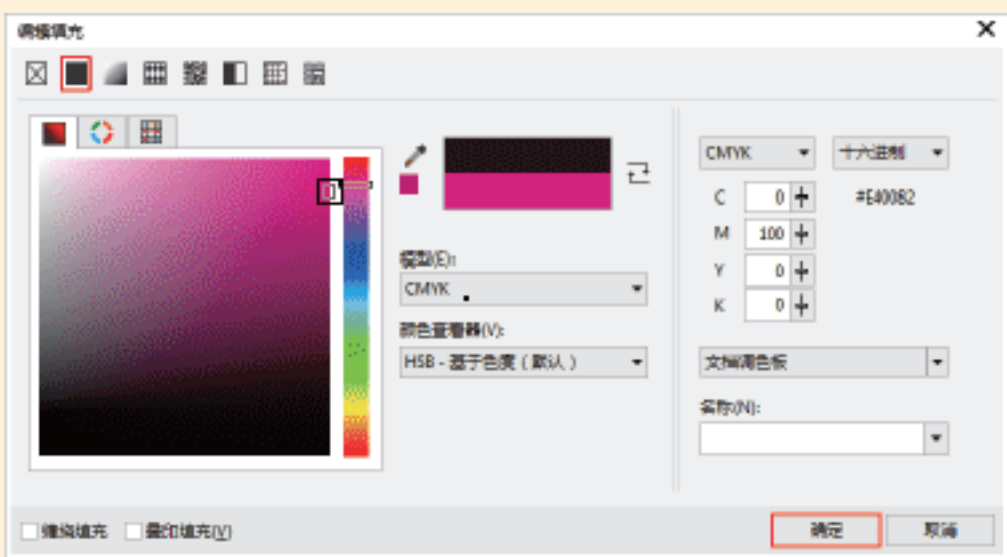 编辑填充
CMYK
十六进制
C 0
#E40082
M 100
Y 0
K 0
模型(E):
CMYK
颜色查看器(V):
HSB - 基于色度（默认）
文档调色板
名称(N):
缠绕填充
叠印填充(V)
确定
取消